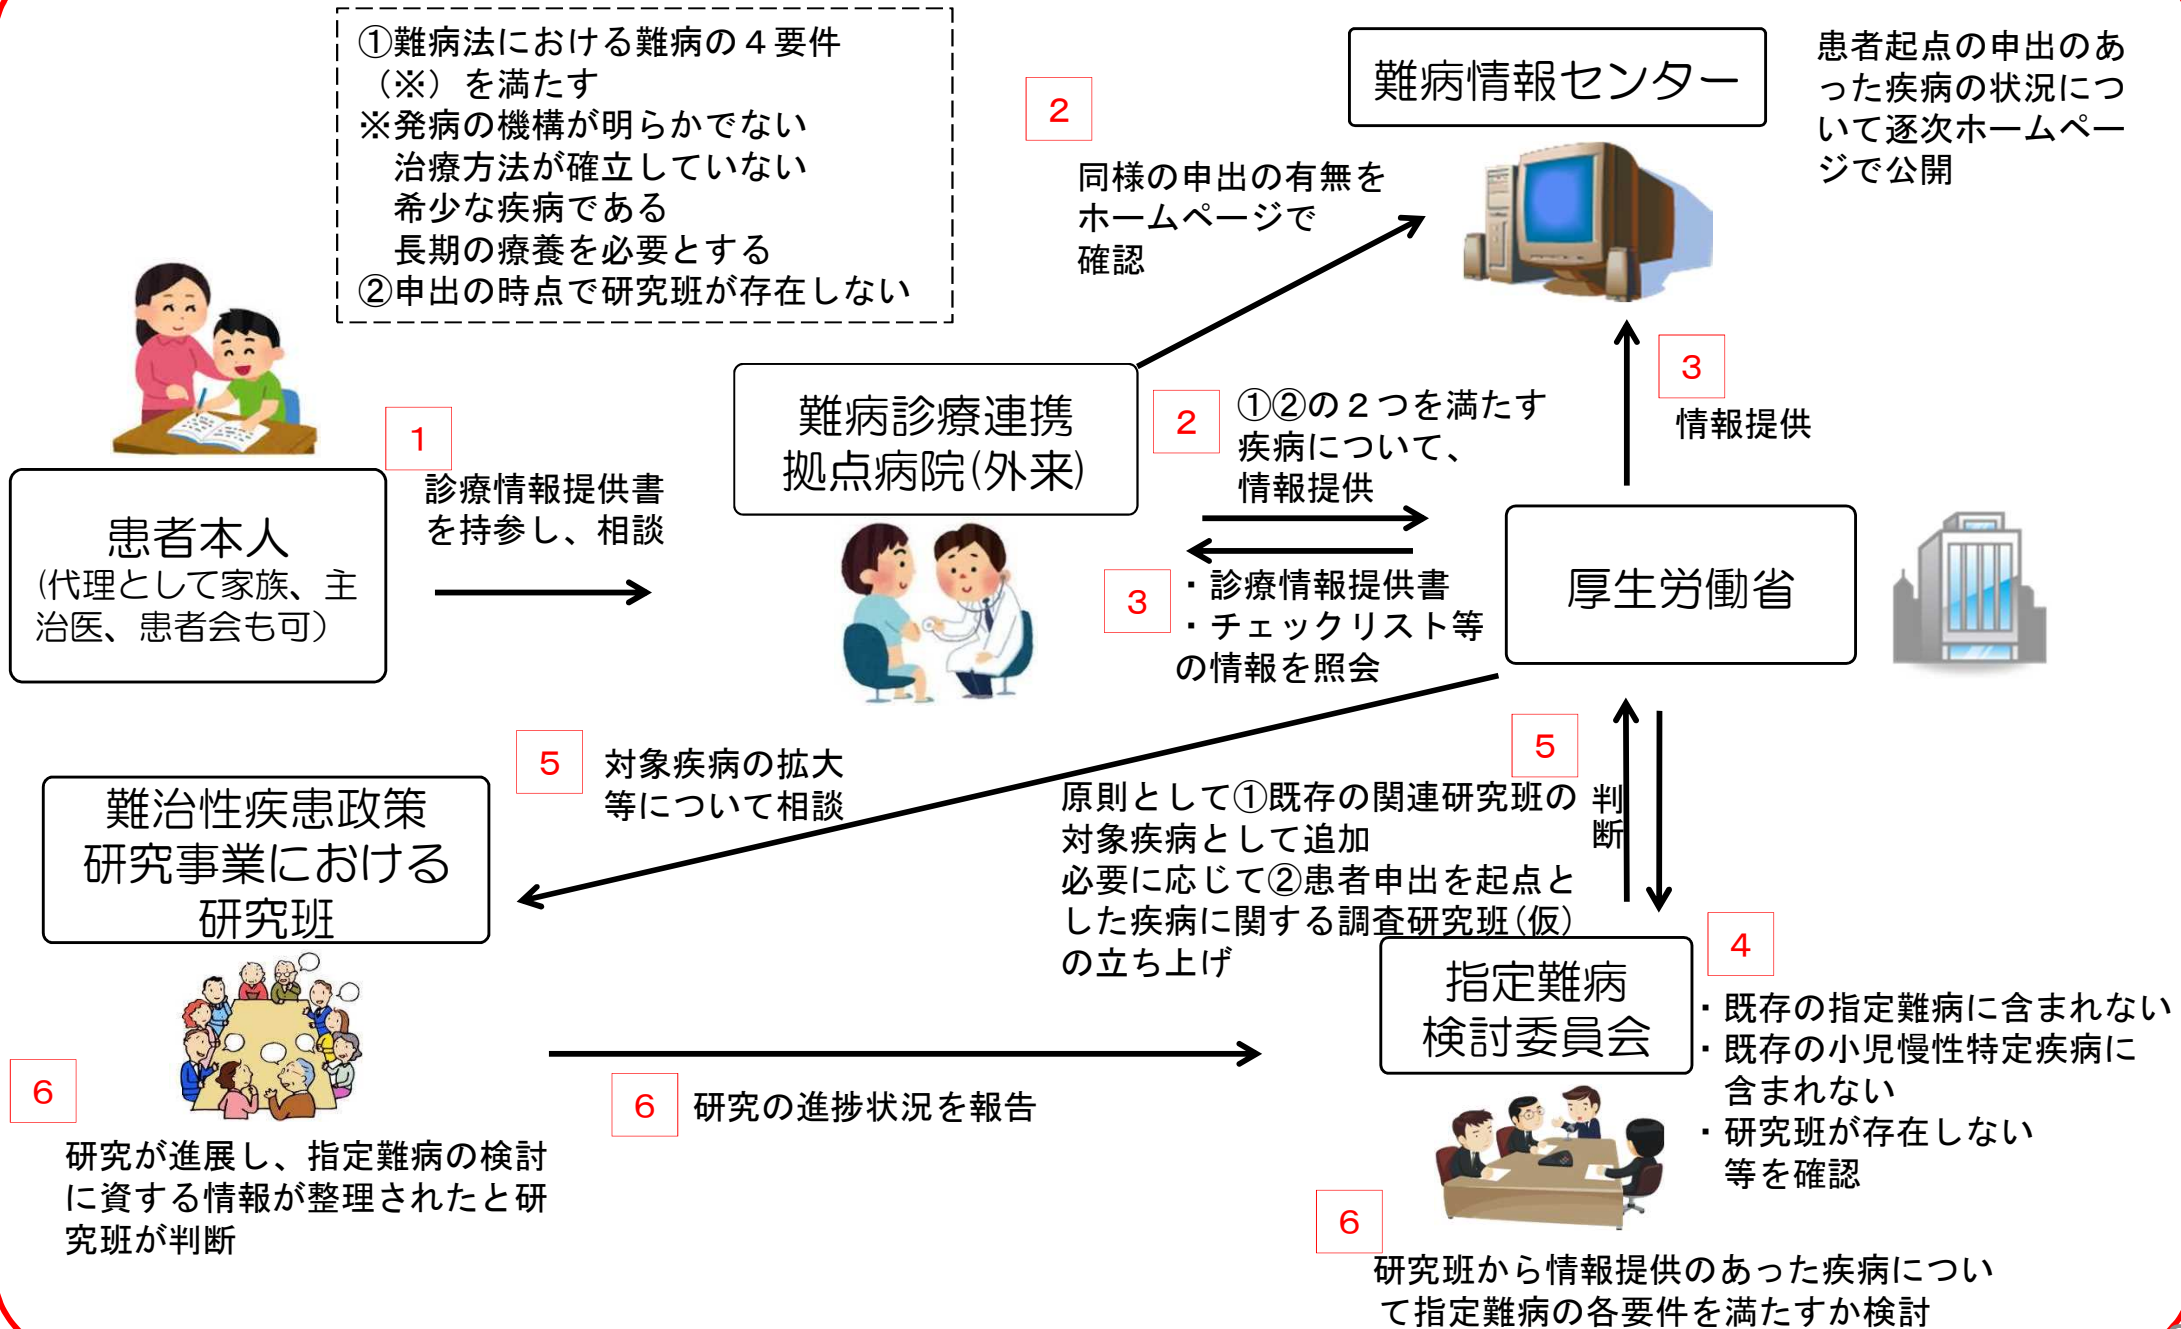 ①難病法における難病の４要件
（※）を満たす
※発病の機構が明らかでない
治療方法が確立していない
希少な疾病である
長期の療養を必要とする
②申出の時点で研究班が存在しない
2
同様の申出の有無を
ホームページで
確認
難病情報センター
患者起点の申出のあ
った疾病の状況につ
いて逐次ホームペー
ジで公開
1
診療情報提供書
を持参し、相談
患者本人
(代理として家族、主
治医、患者会も可）
難病診療連携
拠点病院(外来)
2
①②の２つを満たす
疾病について、
情報提供
3
情報提供
3
・診療情報提供書
・チェックリスト等
の情報を照会
厚生労働省
5
対象疾病の拡大
等について相談
難治性疾患政策
研究事業における
研究班
5
判断
原則として①既存の関連研究班の
対象疾病として追加
必要に応じて②患者申出を起点と
した疾病に関する調査研究班(仮)
の立ち上げ
指定難病
検討委員会
4
・既存の指定難病に含まれない
・既存の小児慢性特定疾病に
含まれない
・研究班が存在しない
等を確認
6
研究が進展し、指定難病の検討
に資する情報が整理されたと研
究班が判断
6
研究の進捗状況を報告
6
研究班から情報提供のあった疾病につい
て指定難病の各要件を満たすか検討